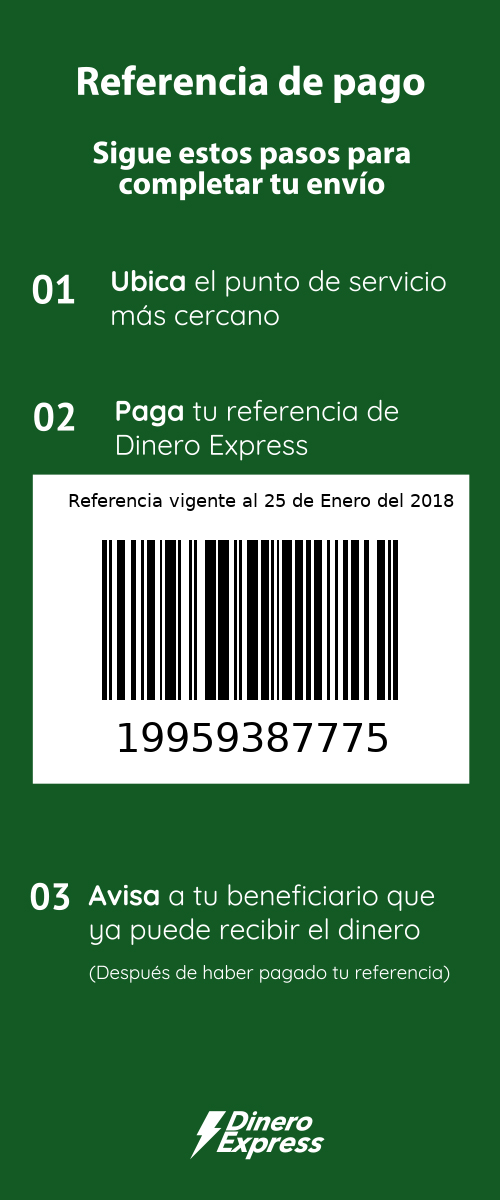 Referencia de pago
Sigue estos pasos para
completar tu envío
01 Ubica el punto de servicio
más cercano
02 Paga tu referencia de
Dinero Express
Referencia vigente al 25 de Enero del 2018
19959387775
03 Avisa a tu beneficiario que
ya puede recibir el dinero
(Después de haber pagado tu referencia)
Dinero
Express